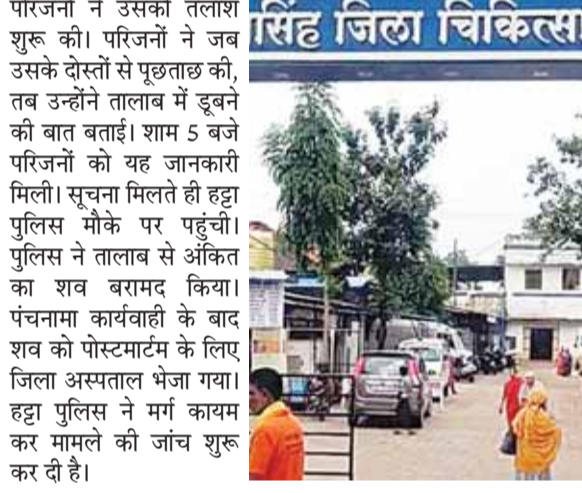 परिजनों ने उसकी तलाश
शुरू की। परिजनों ने जब
उसके दोस्तों से पूछताछ की,
तब उन्होंने तालाब में डूबने
की बात बताई। शाम 5 बजे
परिजनों को यह जानकारी
मिली। सूचना मिलते ही हट्टा
पुलिस मौके पर पहुंची।
पुलिस ने तालाब से अंकित
का शव बरामद किया।
पंचनामा कार्यवाही के बाद
शव को पोस्टमार्टम के लिए
जिला अस्पताल भेजा गया।
हट्टा पुलिस ने मर्ग कायम
कर मामले की जांच शुरू
कर दी है।
सिंह जिला चिकित्सा